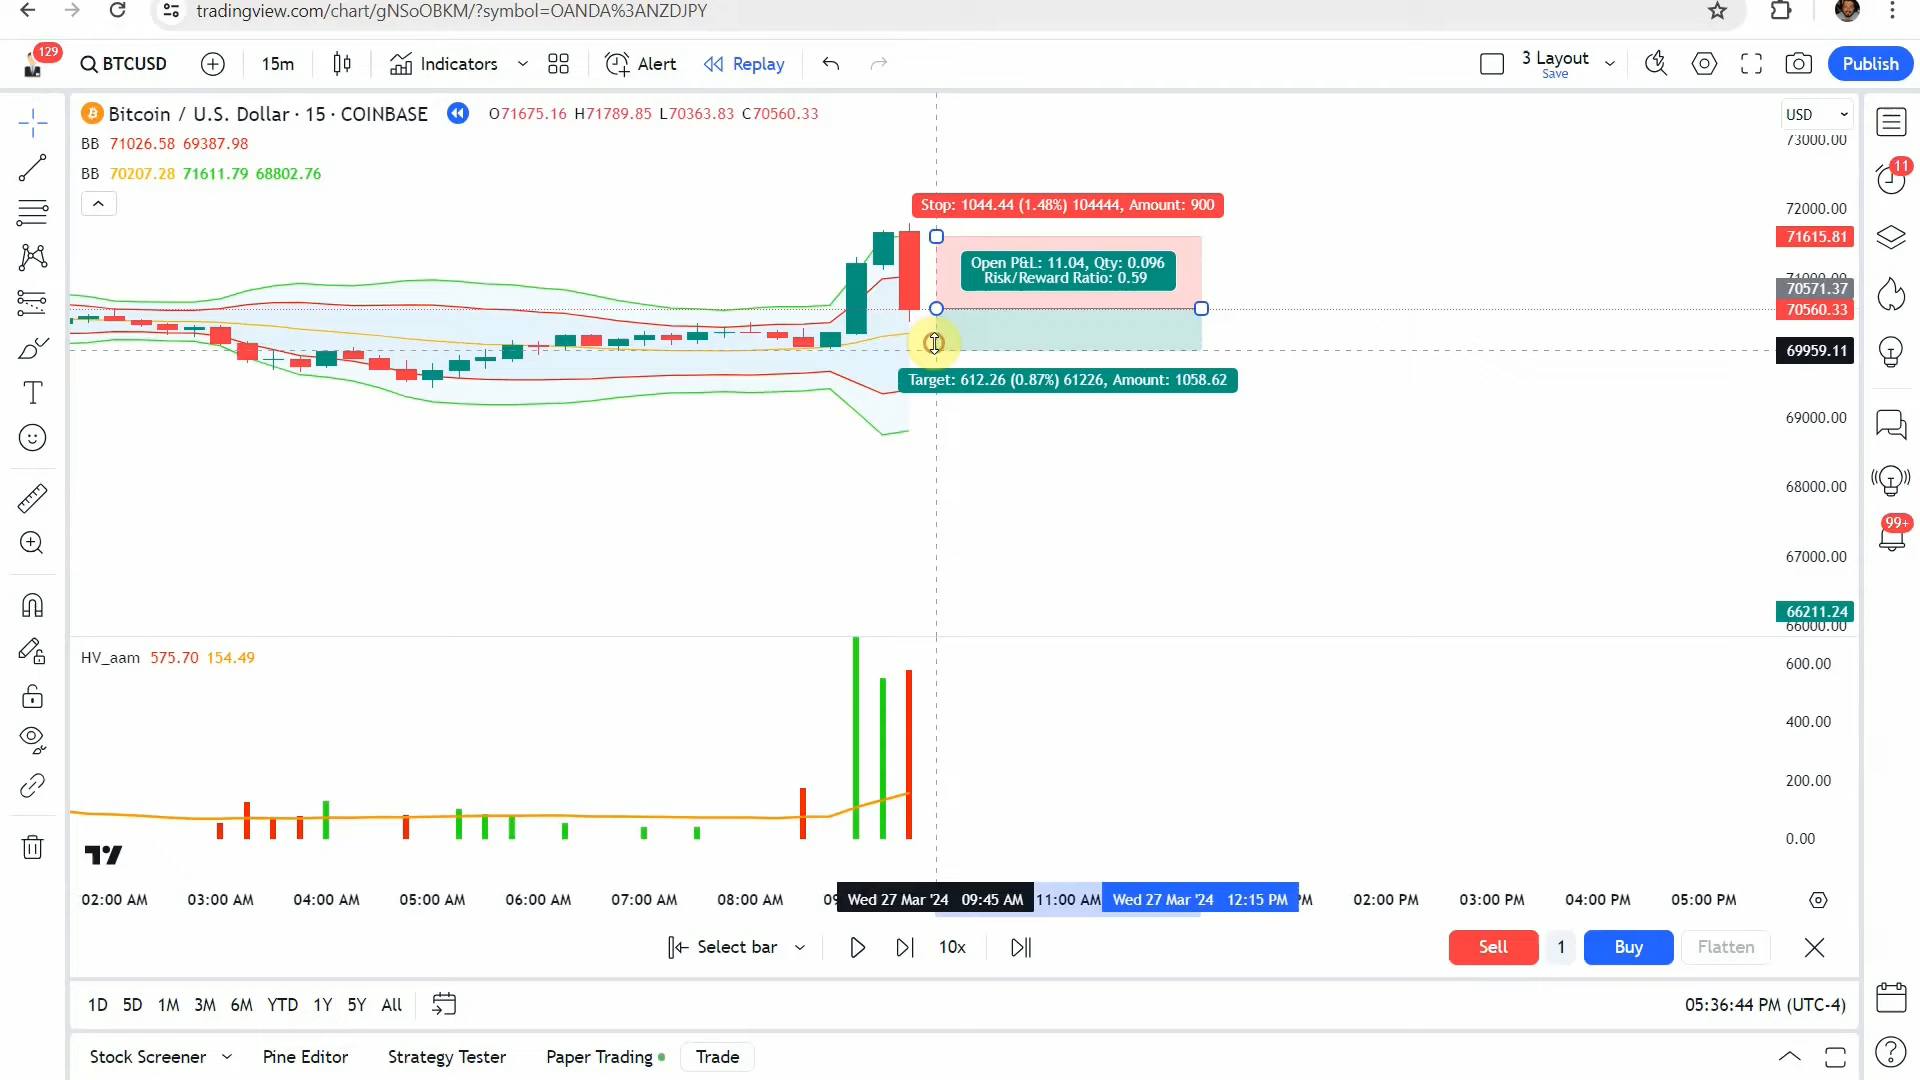 tradingview.com/chart/gNSoOBKM/?symbol=OANDA%3ANZDJPY
129
BTCUSD
15m
Indicators
Alert
Replay
3 Layout
Save
Publish
Bitcoin / U.S. Dollar · 15 · COINBASE
O71675.16 H71789.85 L70363.83 C70560.33
USD
BB 71026.58 69387.98
BB 70207.28 71611.79 68802.76
73000.00
11
Stop: 1044.44 (1.48%) 104444, Amount: 900
72000.00
71615.81
Open P&L: 11.04, Qty: 0.096
Risk/Reward Ratio: 0.59
71000.00
70571.37
70560.33
69959.11
Target: 612.26 (0.87%) 61226, Amount: 1058.62
69000.00
68000.00
99+
67000.00
66211.24
66000.00
HV_aam 575.70 154.49
600.00
400.00
200.00
0.00
02:00 AM
03:00 AM
04:00 AM
05:00 AM
06:00 AM
07:00 AM
08:00 AM
Wed 27 Mar '24 09:45 AM
11:00 AM
Wed 27 Mar '24 12:15 PM
02:00 PM
03:00 PM
04:00 PM
05:00 PM
Select bar
10x
Sell
1
Buy
Flatten
1D
5D
1M
3M
6M
YTD
1Y
5Y
All
05:36:44 PM (UTC-4)
Stock Screener
Pine Editor
Strategy Tester
Paper Trading
Trade